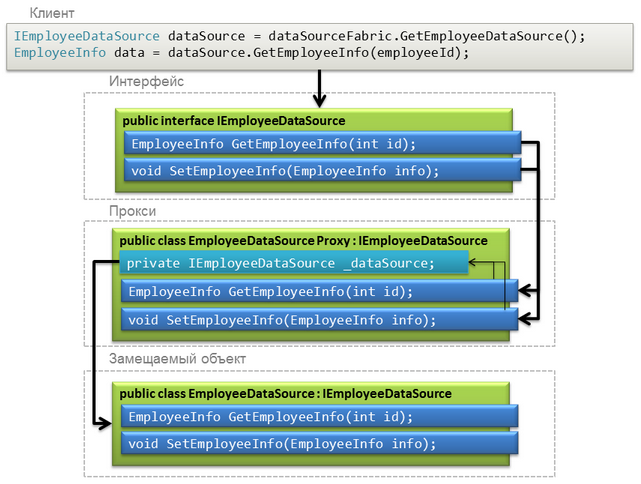 Клиент
IEmployeeDataSource dataSource = dataSourceFabric.GetEmployeeDataSource();
EmployeeInfo data = dataSource.GetEmployeeInfo(employeeId);
Интерфейс
public interface IEmployeeDataSource
EmployeeInfo GetEmployeeInfo(int id);
void SetEmployeeInfo(EmployeeInfo info);
Прокси
public class EmployeeDataSource Proxy : IEmployeeDataSource
private IEmployeeDataSource _dataSource;
EmployeeInfo GetEmployeeInfo(int id);
void SetEmployeeInfo(EmployeeInfo info);
Замещаемый объект
public class EmployeeDataSource : IEmployeeDataSource
EmployeeInfo GetEmployeeInfo(int id);
void SetEmployeeInfo(EmployeeInfo info);